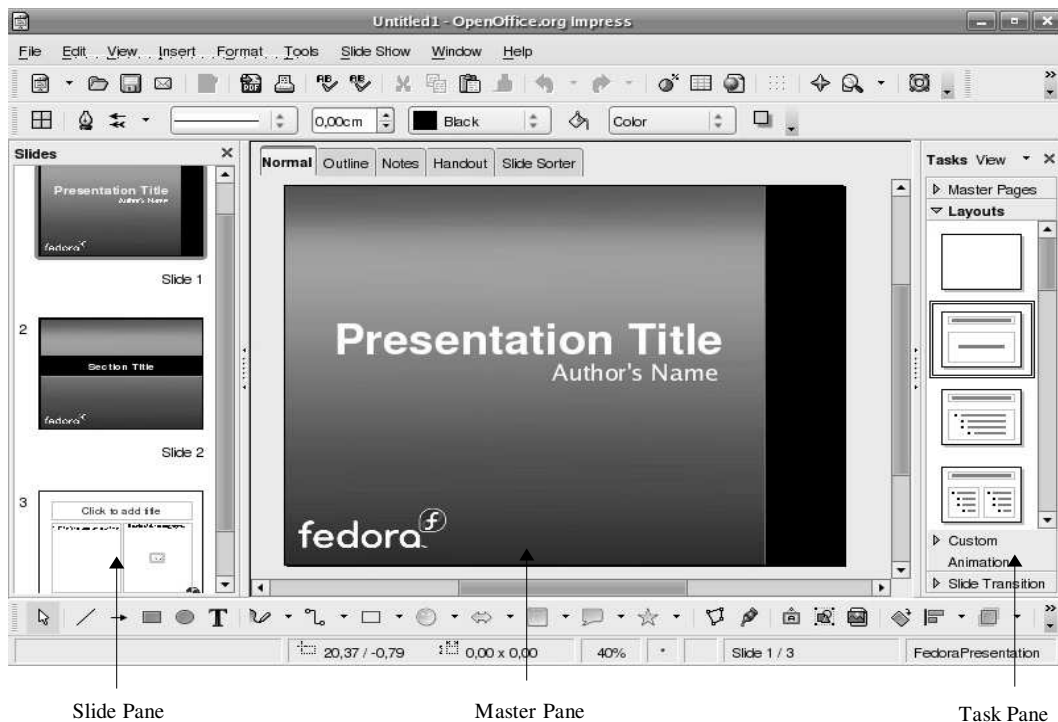 Untitled1 - OpenOffice.org Impress
File Edit View Insert Format Tools Slide Show Window Help
0,00cm Black Color
Slides
Normal Outline Notes Handout Slide Sorter
Tasks View
Presentation Title
Author's Name
fedora
Slide 1
2
Section Title
fedora
Slide 2
3
Click to add title
Presentation Title
Author's Name
fedora
Master Pages
Layouts
Custom
Animation
Slide Transition
20,37 / -0,79 0,00 x 0,00 40% * Slide 1 / 3 FedoraPresentation
Slide Pane Master Pane Task Pane